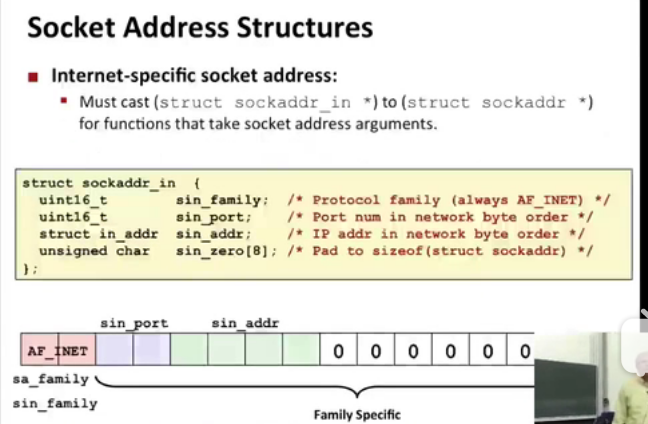 Socket Address Structures
Internet-specific socket address:
Must cast (struct sockaddr_in *) to (struct sockaddr *)
for functions that take socket address arguments.
struct sockaddr_in {
uint16_t sin_family; /* Protocol family (always AF_INET) */
uint16_t sin_port; /* Port num in network byte order */
struct in_addr sin_addr; /* IP addr in network byte order */
unsigned char sin_zero[8]; /* Pad to sizeof(struct sockaddr) */
};
sin_port sin_addr
AF_INET 0 0 0 0 0 0
sa_family
sin_family
Family Specific